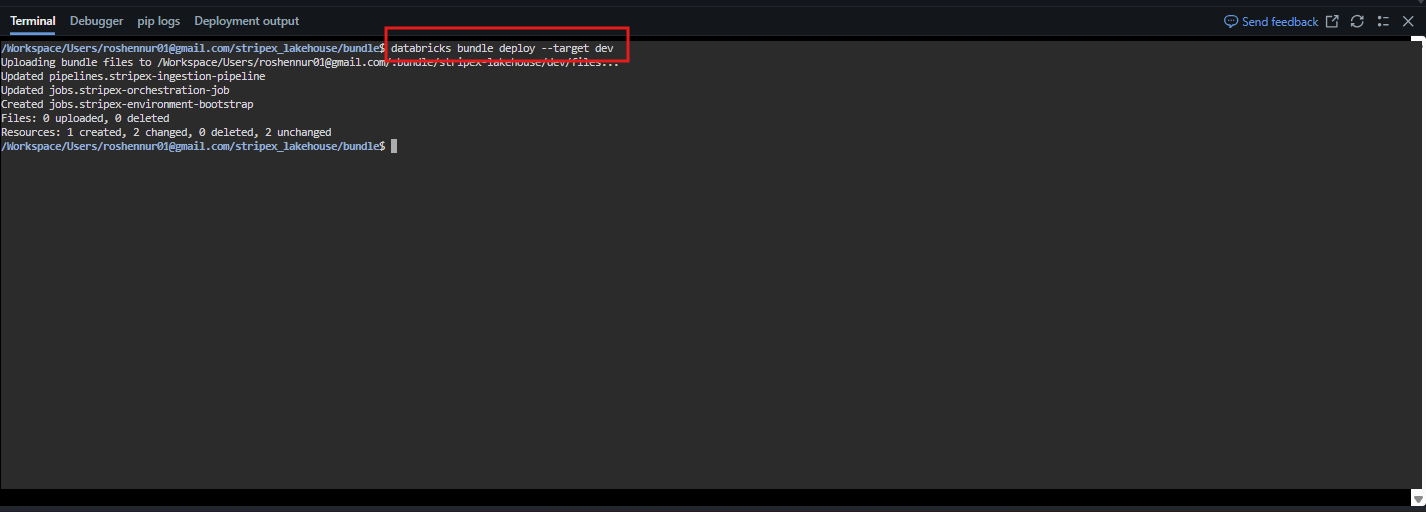 Terminal Debugger pip logs Deployment output Send feedback
/Workspace/Users/roshennur01@gmail.com/stripex_lakehouse/bundle$ databricks bundle deploy --target dev
Uploading bundle files to /Workspace/Users/roshennur01@gmail.com/.bundle/stripex-lakehouse/dev/files...
Updated pipelines.stripex-ingestion-pipeline
Updated jobs.stripex-orchestration-job
Created jobs.stripex-environment-bootstrap
Files: 0 uploaded, 0 deleted
Resources: 1 created, 2 changed, 0 deleted, 2 unchanged
/Workspace/Users/roshennur01@gmail.com/stripex_lakehouse/bundle$